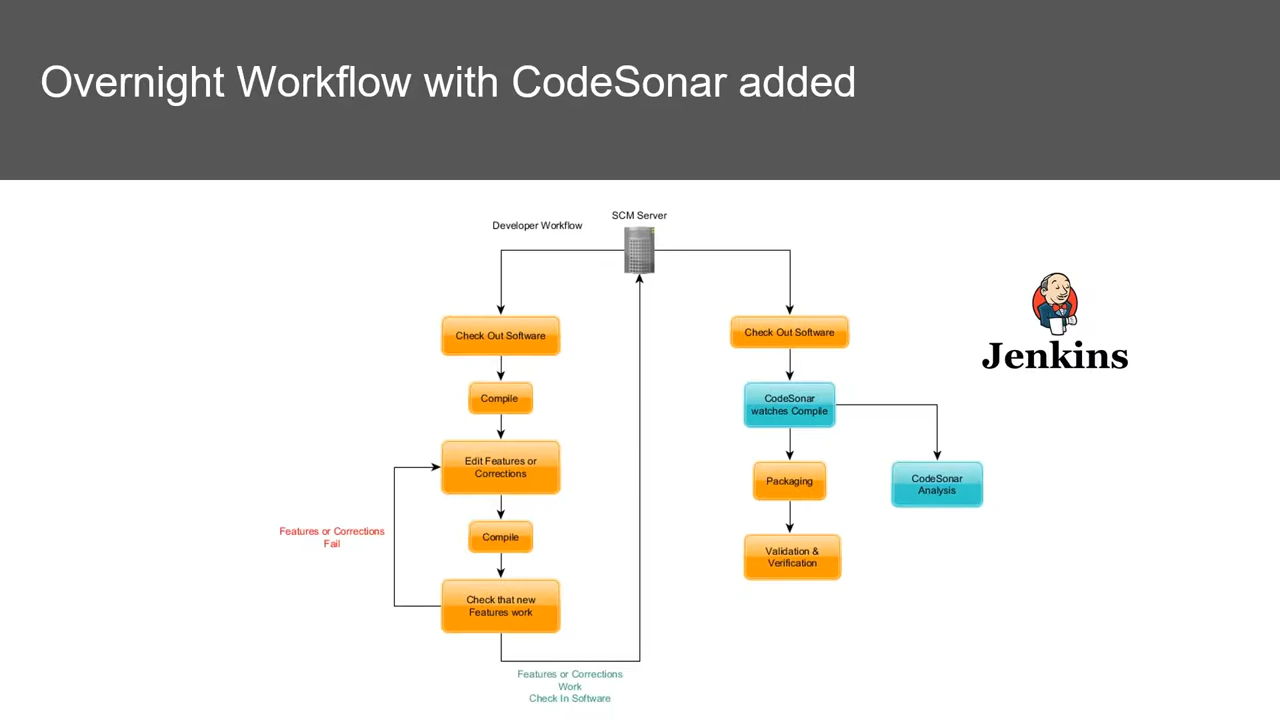 Overnight Workflow with CodeSonar added
SCM Server
Developer Workflow
Check Out Software
Compile
Edit Features or
Corrections
Features or Corrections
Fail
Compile
Check that new
Features work
Features or Corrections
Work
Check In Software
Check Out Software
CodeSonar
watches Compile
Packaging
CodeSonar
Analysis
Validation &
Verification
Jenkins